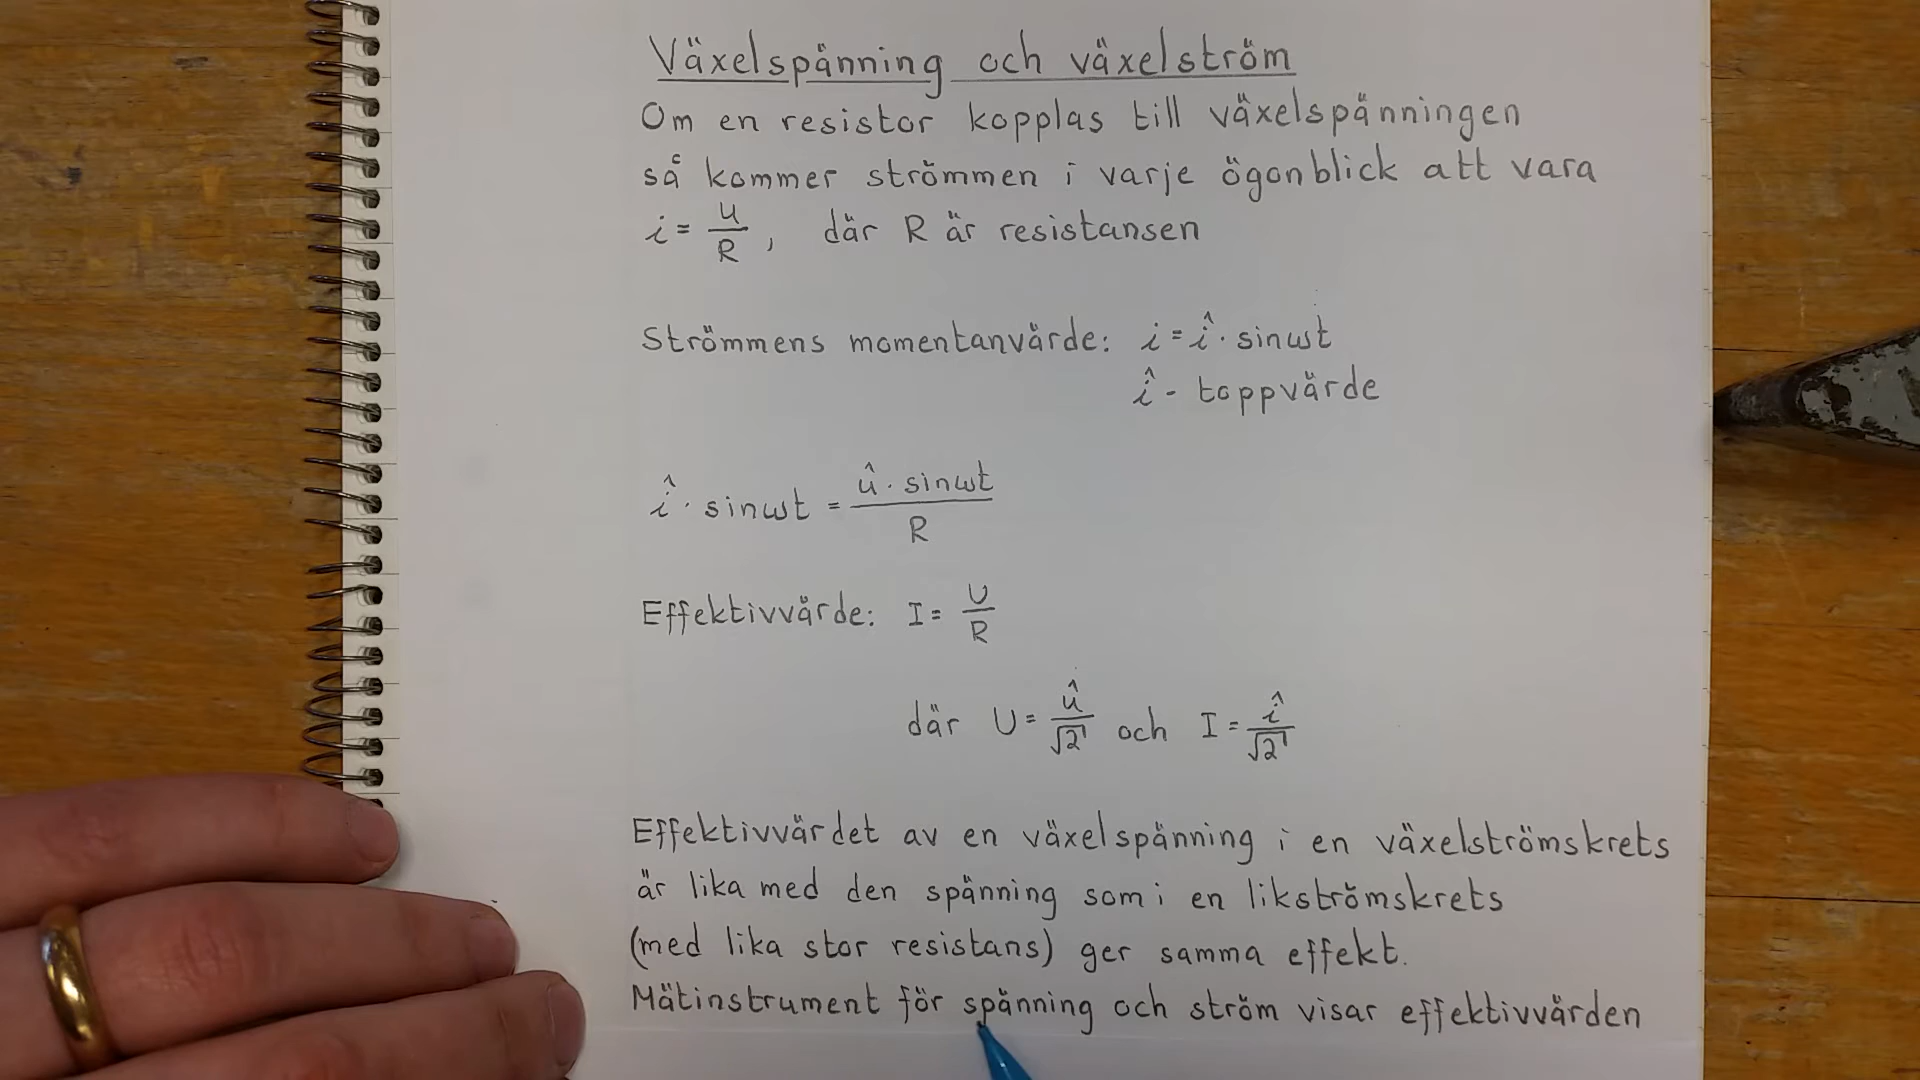 Växelspänning och växelström
Om en resistor kopplas till växelspänningen
så kommer strömmen i varje ögonblick att vara
i = u/R, där R är resistansen
Strömmens momentanvärde: i = î · sinωt
î - toppvärde
î · sinωt = û · sinωt / R
Effektivvärde: I = U/R
där U = û/√2 och I = î/√2
Effektivvärdet av en växelspänning i en växelströmskrets
är lika med den spänning som i en likströmskrets
(med lika stor resistans) ger samma effekt.
Mätinstrument för spänning och ström visar effektivvärden